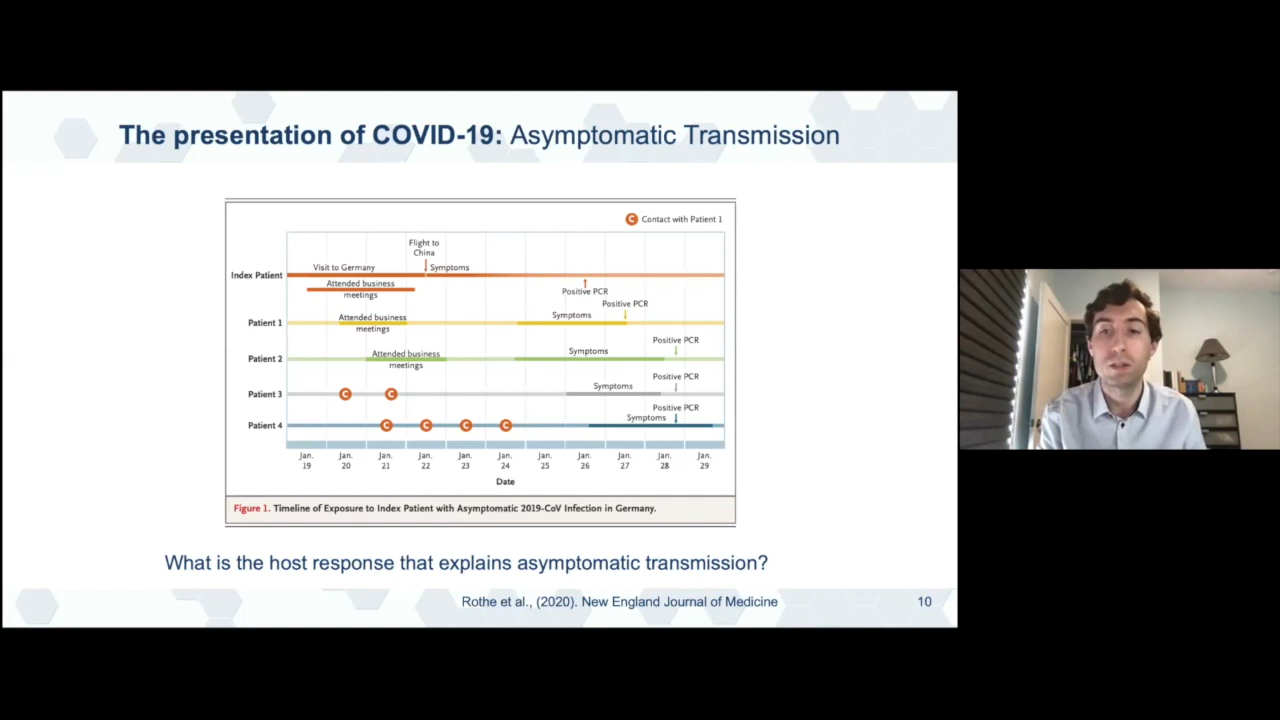 The presentation of COVID-19: Asymptomatic Transmission
C Contact with Patient 1
Flight to
China
Index Patient
Visit to Germany
Symptoms
Attended business
meetings
Positive PCR
Positive PCR
Patient 1
Attended business
meetings
Symptoms
Positive PCR
Patient 2
Attended business
meetings
Symptoms
Positive PCR
Patient 3
C C
Symptoms
Positive PCR
Patient 4
C C C C
Symptoms
Jan. Jan. Jan. Jan. Jan. Jan. Jan. Jan. Jan. Jan. Jan.
19 20 21 22 23 24 25 26 27 28 29
Date
Figure 1. Timeline of Exposure to Index Patient with Asymptomatic 2019-CoV Infection in Germany.
What is the host response that explains asymptomatic transmission?
Rothe et al., (2020). New England Journal of Medicine
10